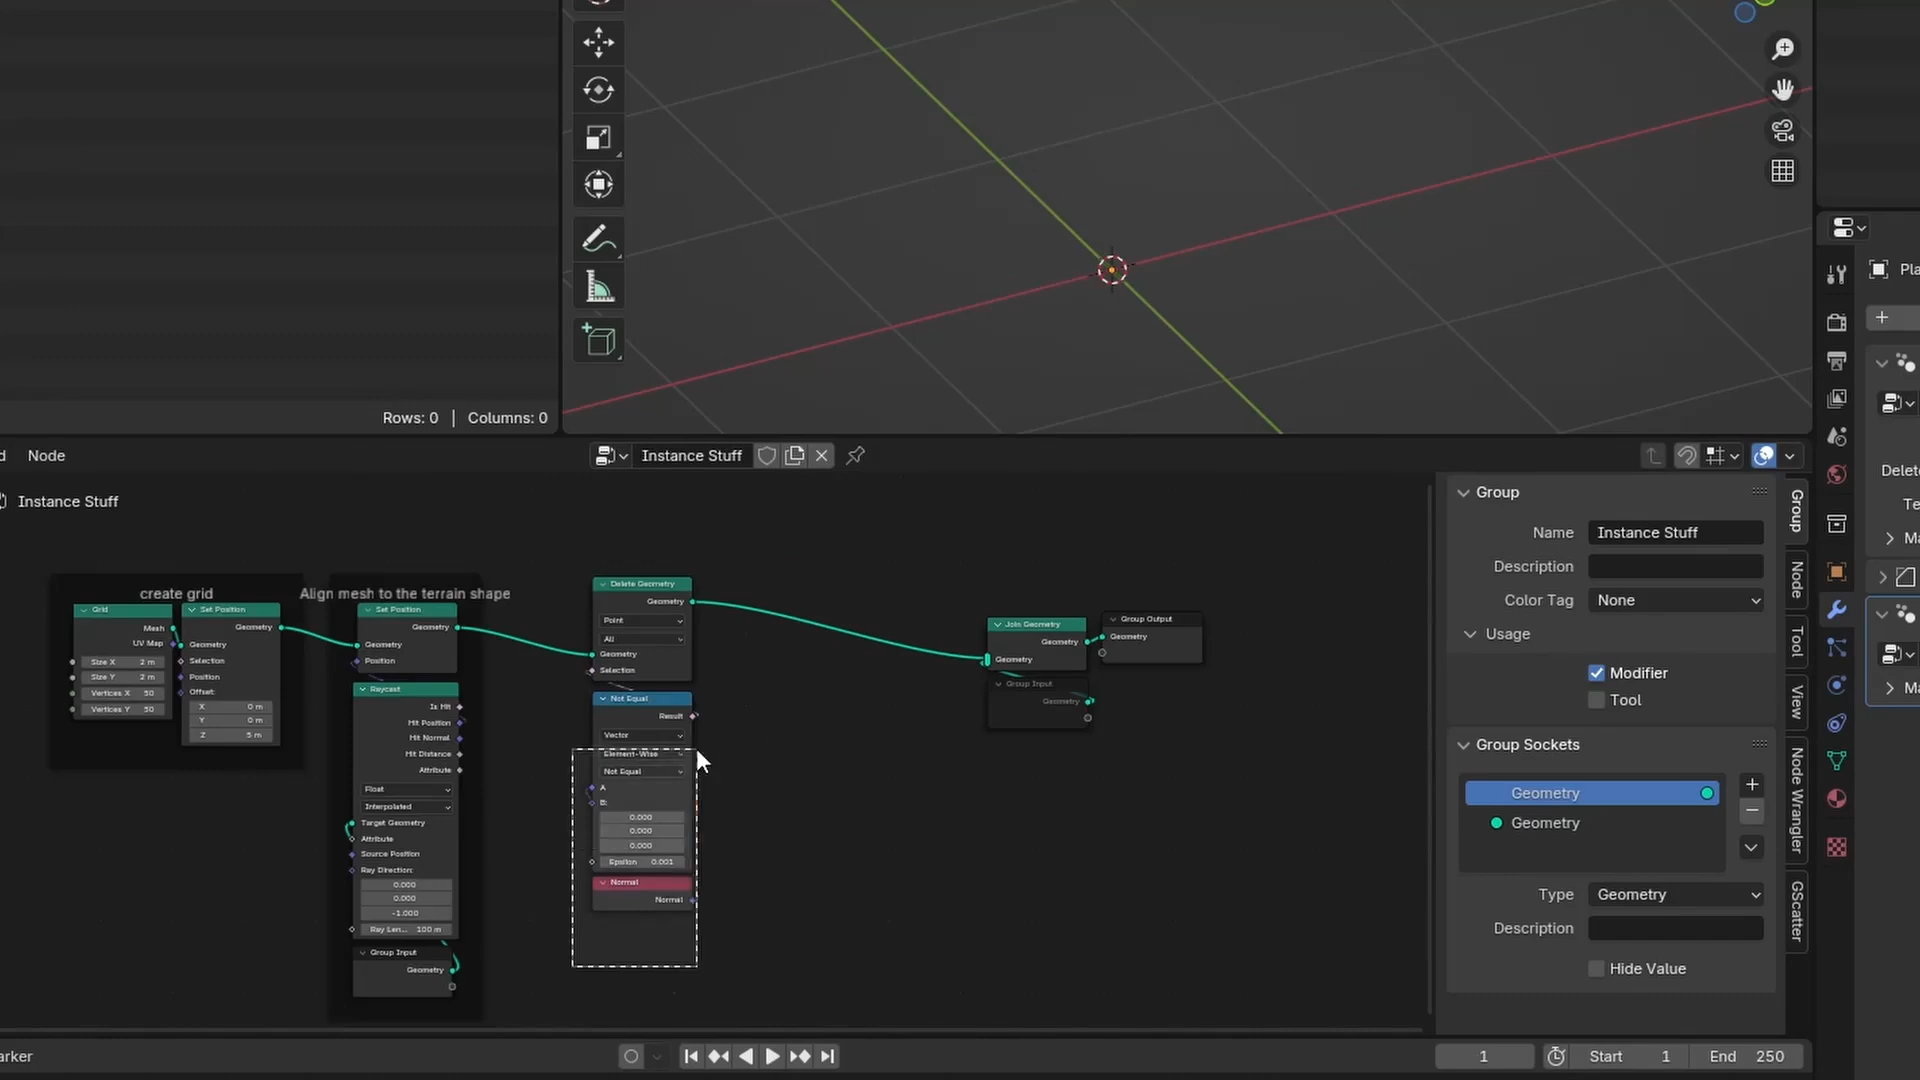 Rows: 0 | Columns: 0
d Node
Instance Stuff
Instance Stuff
create grid
Grid
Mesh
UV Map
Size X 2 m
Size Y 2 m
Vertices X 50
Vertices Y 50
Set Position
Geometry
Geometry
Selection
Position
Offset:
X 0 m
Y 0 m
Z 5 m
Align mesh to the terrain shape
Set Position
Geometry
Geometry
Position
Raycast
Is Hit
Hit Position
Hit Normal
Hit Distance
Attribute
Float
Interpolated
Target Geometry
Attribute
Source Position
Ray Direction:
0.000
0.000
-1.000
Ray Len... 100 m
Group Input
Geometry
Delete Geometry
Geometry
Point
All
Geometry
Selection
Not Equal
Result
Vector
Element-Wise
Not Equal
A
B:
0.000
0.000
0.000
Epsilon 0.001
Normal
Normal
Join Geometry
Geometry
Geometry
Group Input
Geometry
Group Output
Geometry
Group
Name Instance Stuff
Description
Color Tag None
Usage
Modifier
Tool
Group Sockets
Geometry
Geometry
Type Geometry
Description
Hide Value
Group
Node
Tool
View
Node Wrangler
GScatter
Pla
Delet
Te
Ma
Ma
arker
1
Start 1
End 250